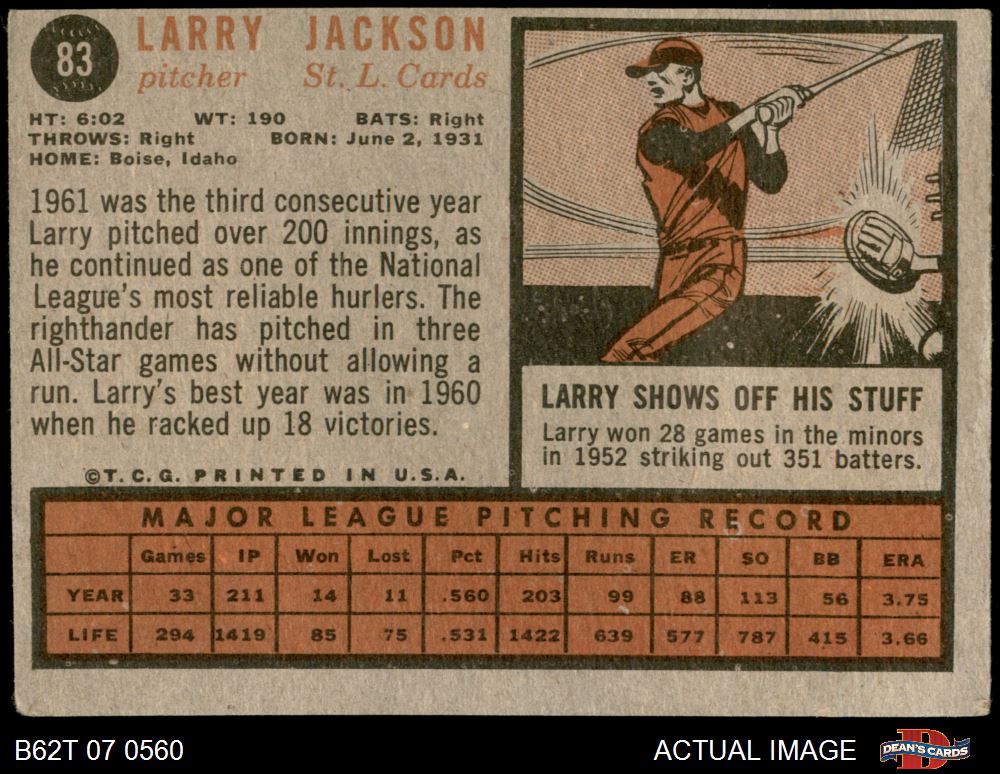 83
LARRY JACKSON
pitcher St. L. Cards
HT: 6:02 WT: 190 BATS: Right
THROWS: Right BORN: June 2, 1931
HOME: Boise, Idaho
1961 was the third consecutive year
Larry pitched over 200 innings, as
he continued as one of the National
League's most reliable hurlers. The
righthander has pitched in three
All-Star games without allowing a
run. Larry's best year was in 1960
when he racked up 18 victories.
©T.C.G. PRINTED IN U.S.A.
LARRY SHOWS OFF HIS STUFF
Larry won 28 games in the minors
in 1952 striking out 351 batters.
MAJOR LEAGUE PITCHING RECORD
Games IP Won Lost Pct Hits Runs ER SO BB ERA
YEAR 33 211 14 11 .560 203 99 88 113 56 3.75
LIFE 294 1419 85 75 .531 1422 639 577 787 415 3.66
B62T 07 0560 ACTUAL IMAGE DEAN'S CARDS